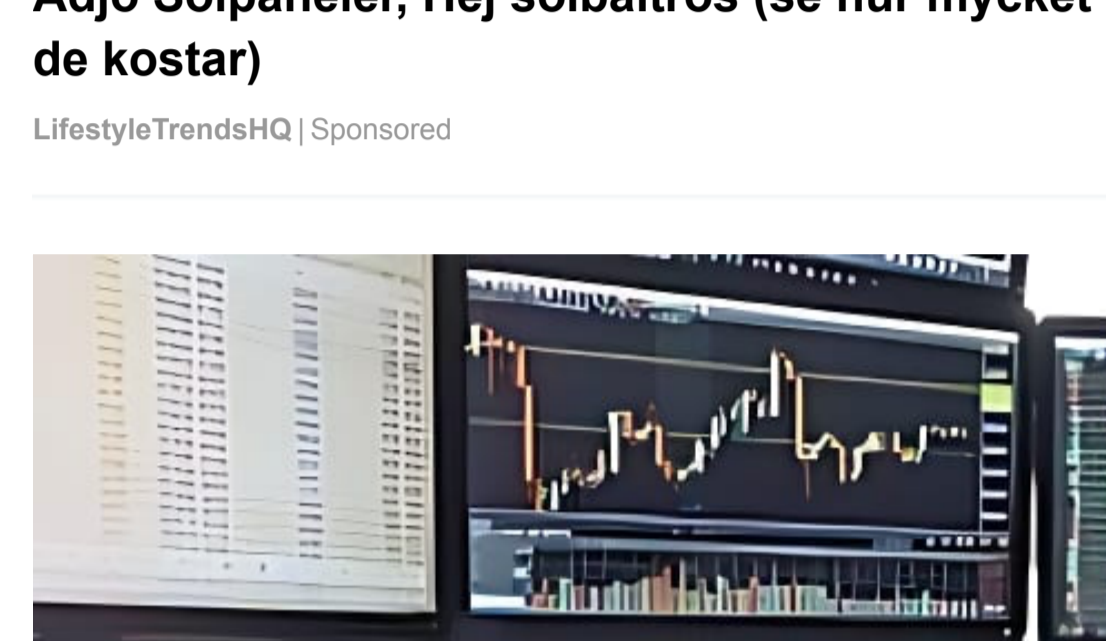 Adjö Solpaneler, Hej (se hur mycket
de kostar)
LifestyleTrendsHQ | Sponsored